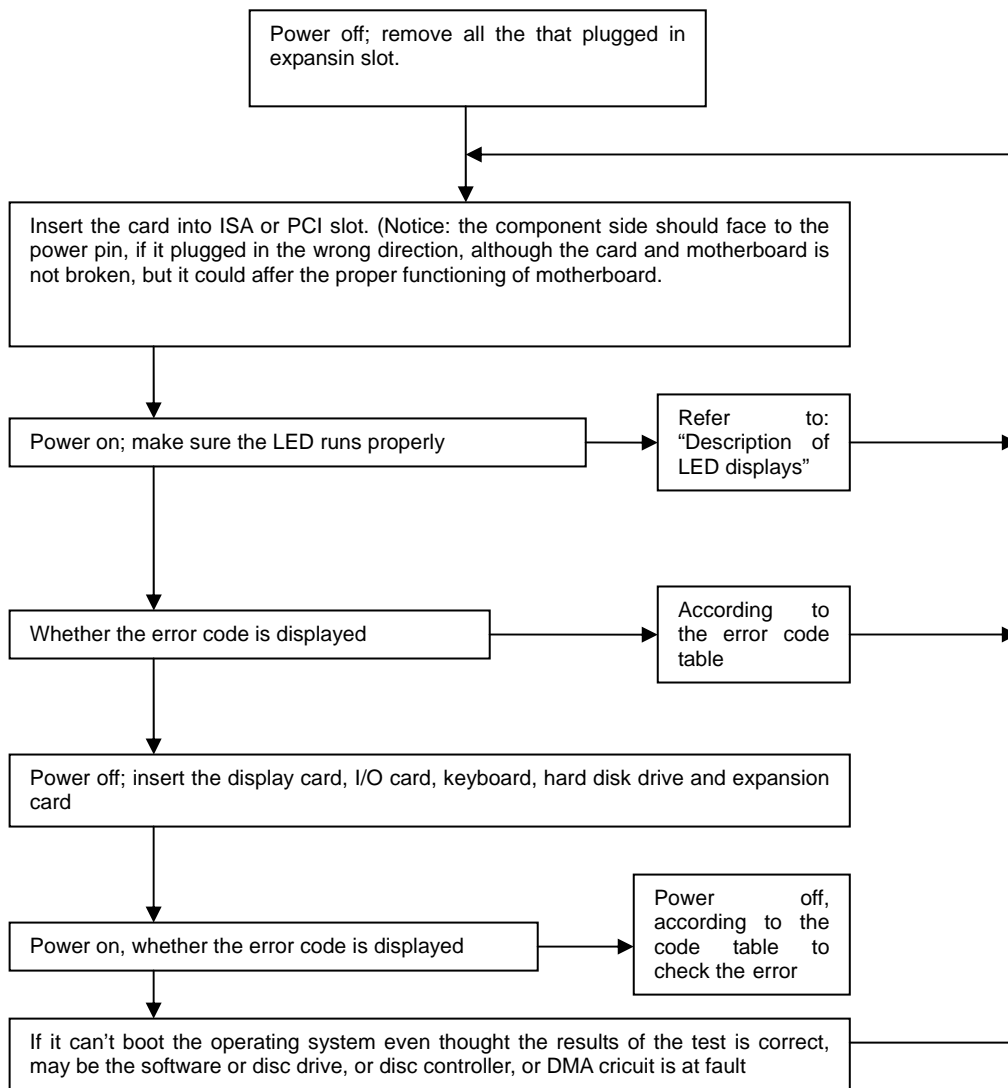 Power off; remove all the that plugged in
expansin slot.
Insert the card into ISA or PCI slot. (Notice: the component side should face to the
power pin, if it plugged in the wrong direction, although the card and motherboard is
not broken, but it could affer the proper functioning of motherboard.
Power on; make sure the LED runs properly
Refer to:
“Description of
LED displays”
Whether the error code is displayed
According to
the error code
table
Power off; insert the display card, I/O card, keyboard, hard disk drive and expansion
card
Power on, whether the error code is displayed
Power off,
according to the
code table to
check the error
If it can’t boot the operating system even thought the results of the test is correct,
may be the software or disc drive, or disc controller, or DMA cricuit is at fault